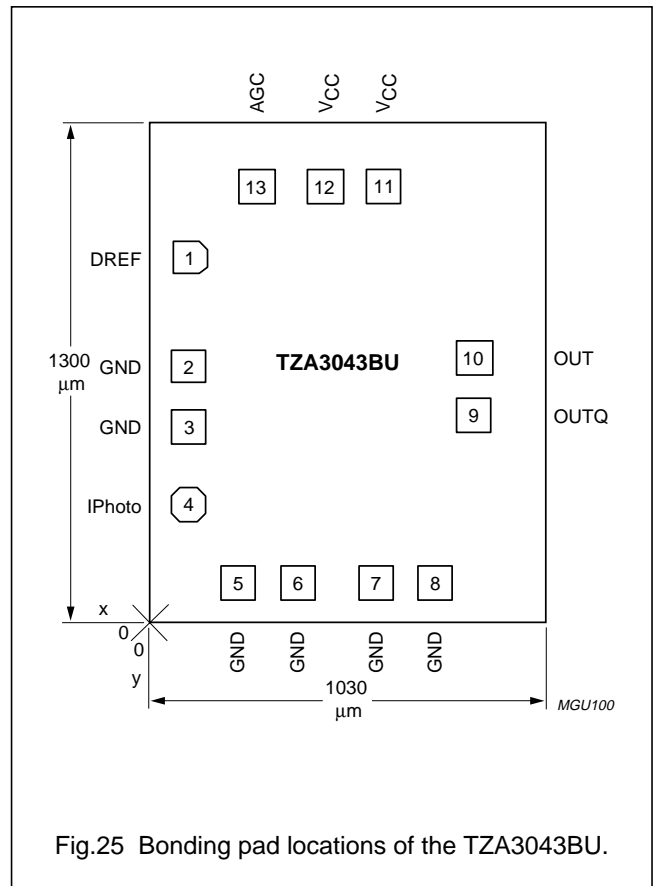 AGC
VCC
VCC
13
12
11
DREF
1
1300
μm
GND
2
TZA3043BU
10
OUT
GND
3
9
OUTQ
IPhoto
4
5
6
7
8
x
0
0
y
GND
GND
GND
GND
1030
μm
MGU100
Fig.25 Bonding pad locations of the TZA3043BU.